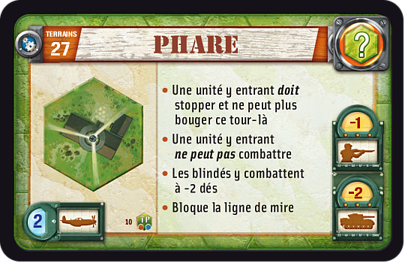 TERRAINS
27
PHARE
?
• Une unité y entrant doit
stopper et ne peut plus
bouger ce tour-là
• Une unité y entrant
ne peut pas combattre
• Les blindés y combattent
à -2 dés
• Bloque la ligne de mire
-1
-2
2
10